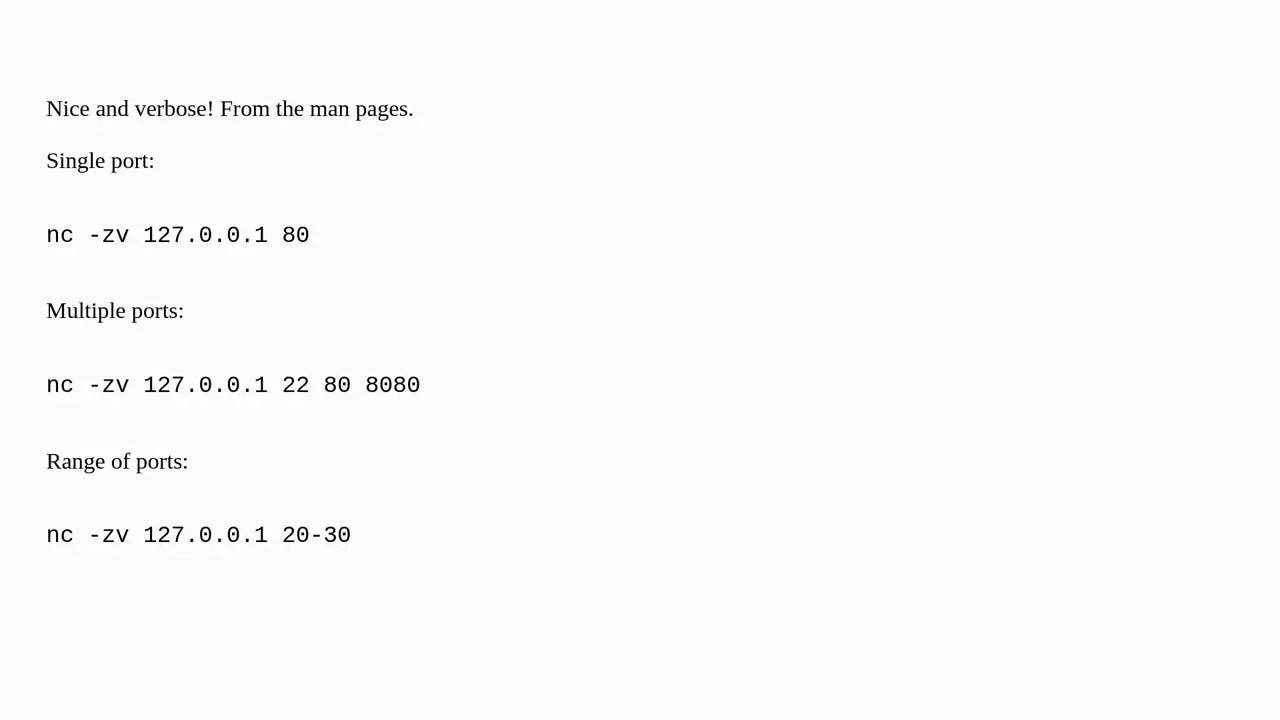 Nice and verbose! From the man pages.
Single port:
nc -zv 127.0.0.1 80
Multiple ports:
nc -zv 127.0.0.1 22 80 8080
Range of ports:
nc -zv 127.0.0.1 20-30